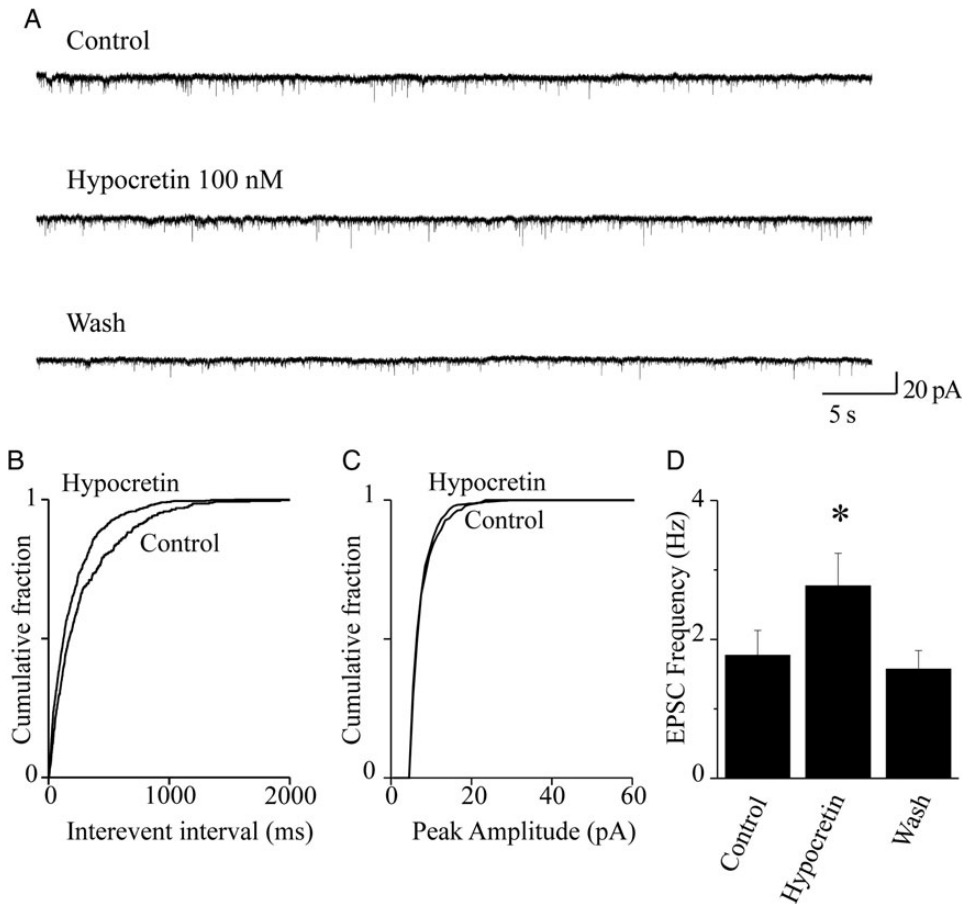 A
Control
Hypocretin 100 nM
Wash
20 pA
5 s
B
Hypocretin
Control
1
0
Cumulative fraction
0 1000 2000
Interevent interval (ms)
C
Hypocretin
Control
1
0
Cumulative fraction
0 20 40 60
Peak Amplitude (pA)
D
*
4
2
0
EPSC Frequency (Hz)
Control
Hypocretin
Wash